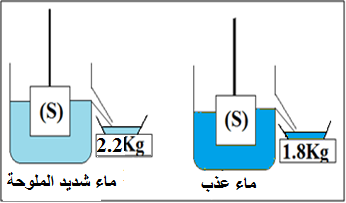 (S)
2.2Kg
ماء شديد الملوحة
(S)
1.8Kg
ماء عذب